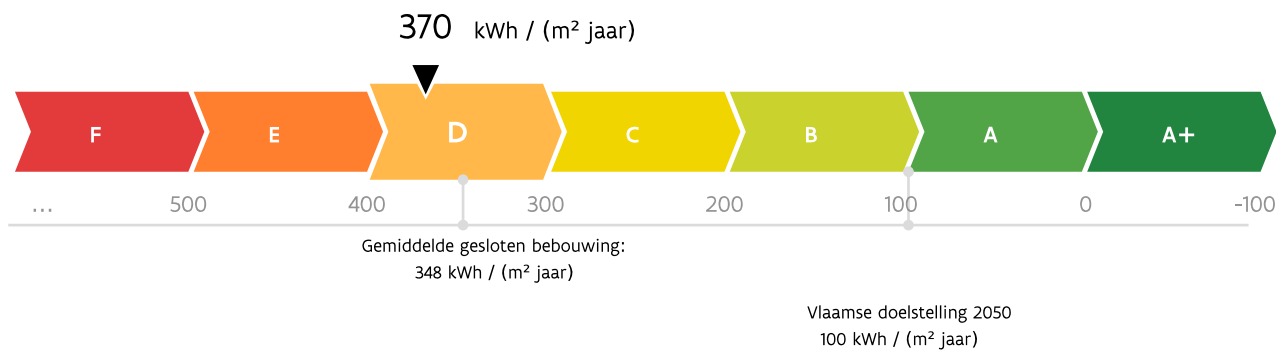 370 kWh / (m² jaar)
F E D C B A A+
... 500 400 300 200 100 0 -100
Gemiddelde gesloten bebouwing:
348 kWh / (m² jaar)
Vlaamse doelstelling 2050
100 kWh / (m² jaar)